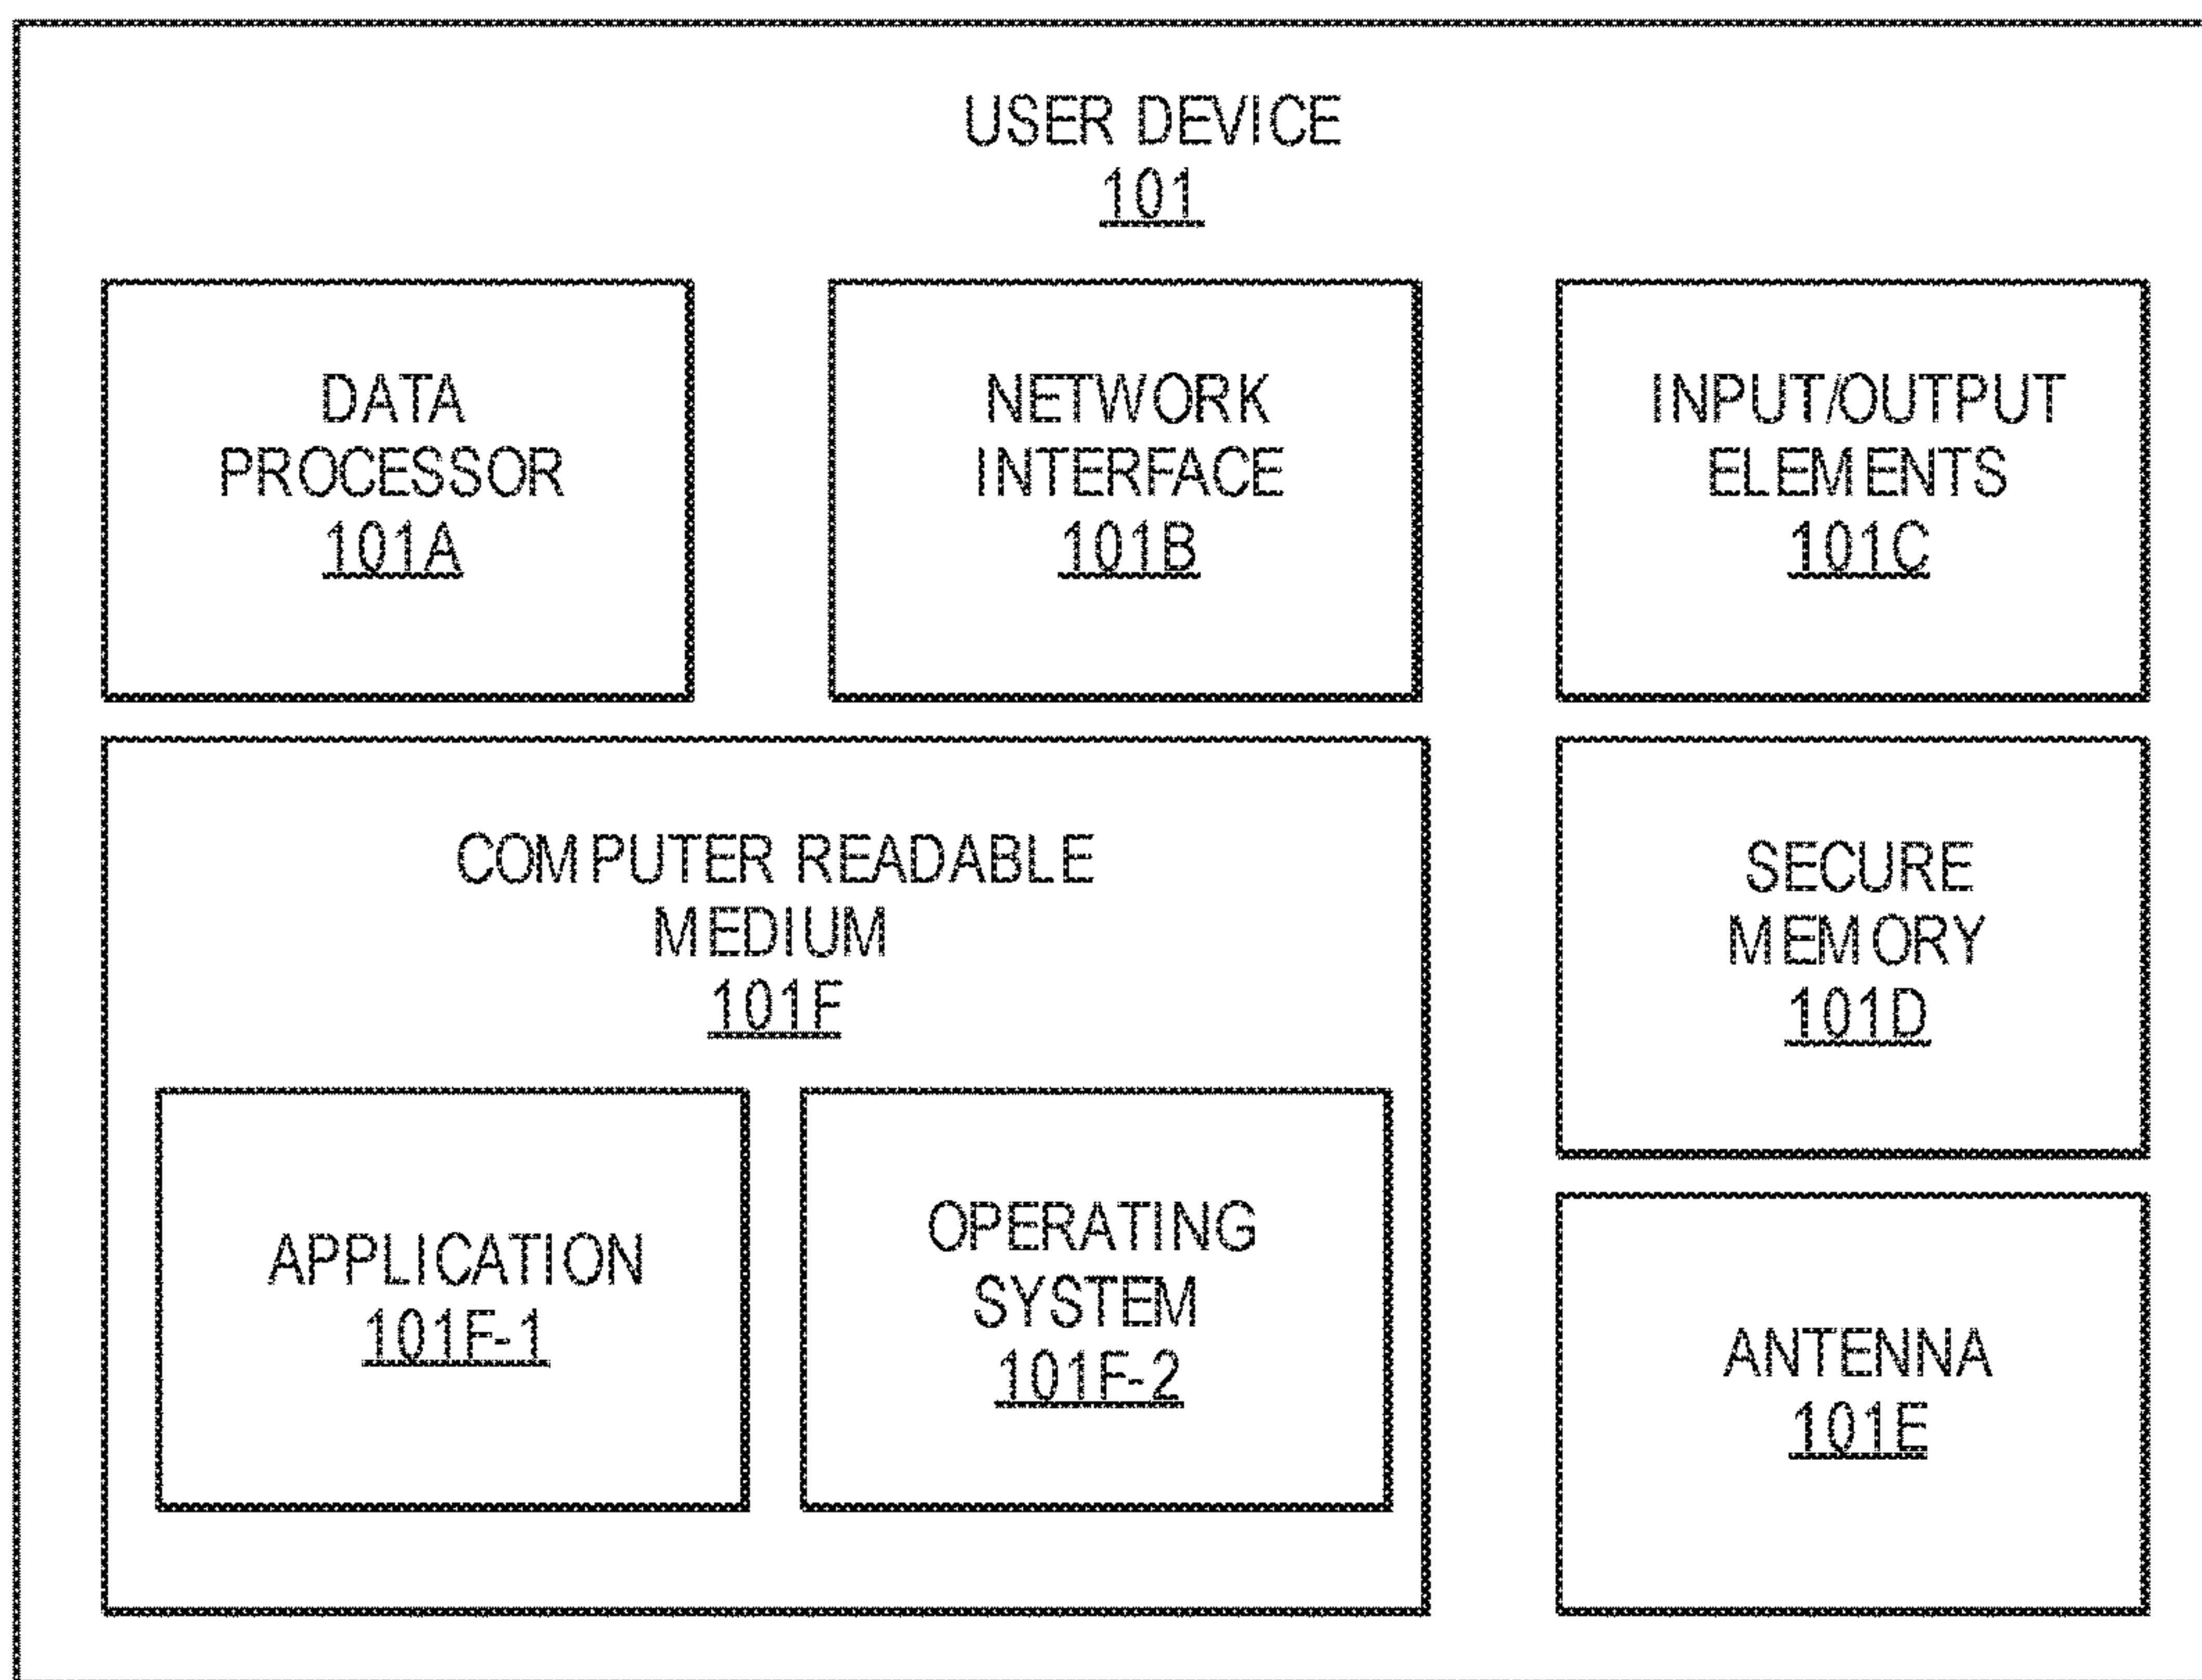 USER DEVICE
101
DATA
PROCESSOR
101A
NETWORK
INTERFACE
101B
INPUT/OUTPUT
ELEMENTS
101C
COMPUTER READABLE
MEDIUM
101F
APPLICATION
101F-1
OPERATING
SYSTEM
101F-2
SECURE
MEMORY
101D
ANTENNA
101E